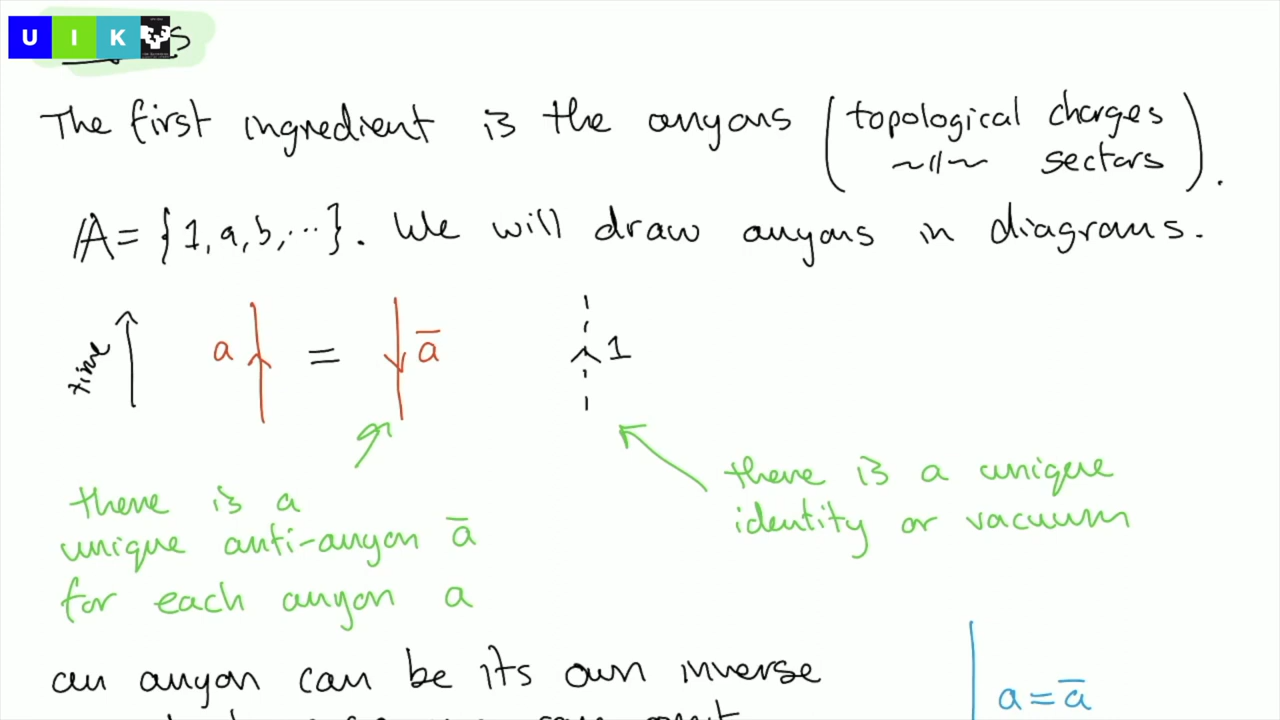 UIK
The first ingredient is the anyons (topological charges
~〃~ sectors).
𝔸 = {1, a, b, ...}. We will draw anyons in diagrams.
time a = ā 1
there is a
unique anti-anyon ā
for each anyon a
there is a unique
identity or vacuum
an anyon can be its own inverse
a = ā